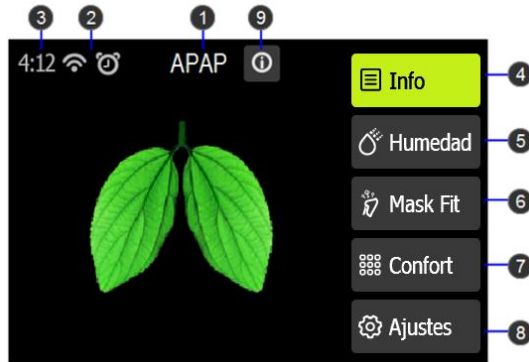 3 2 1 9
4:12 APAP
Info 4
Humedad 5
Mask Fit 6
Confort 7
Ajustes 8